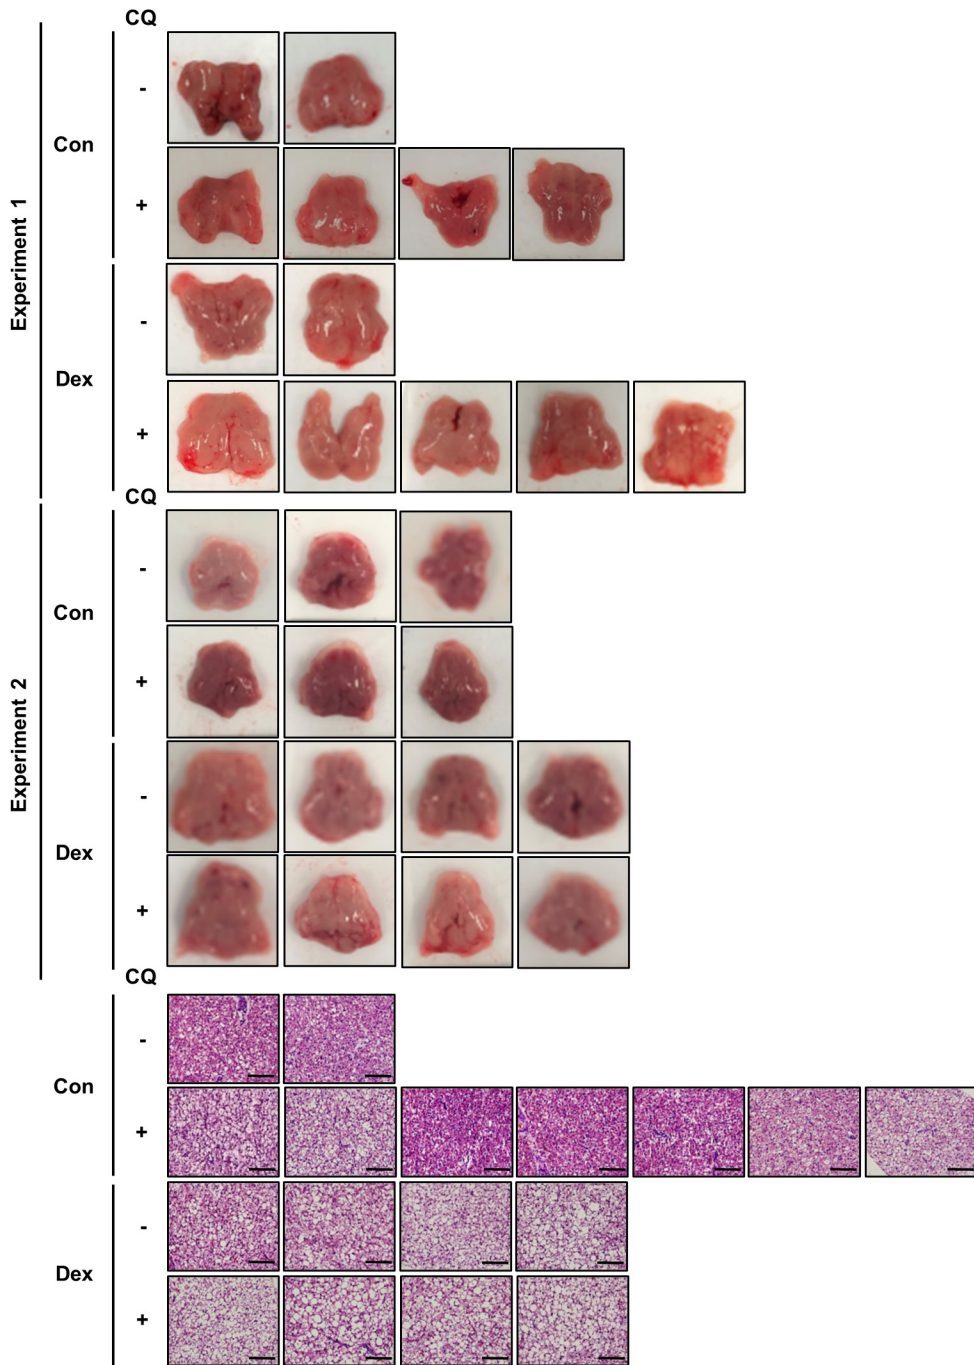 CQ
Experiment 1
Con
-
+
Dex
-
+
CQ
Experiment 2
Con
-
+
Dex
-
+
CQ
Con
-
+
Dex
-
+